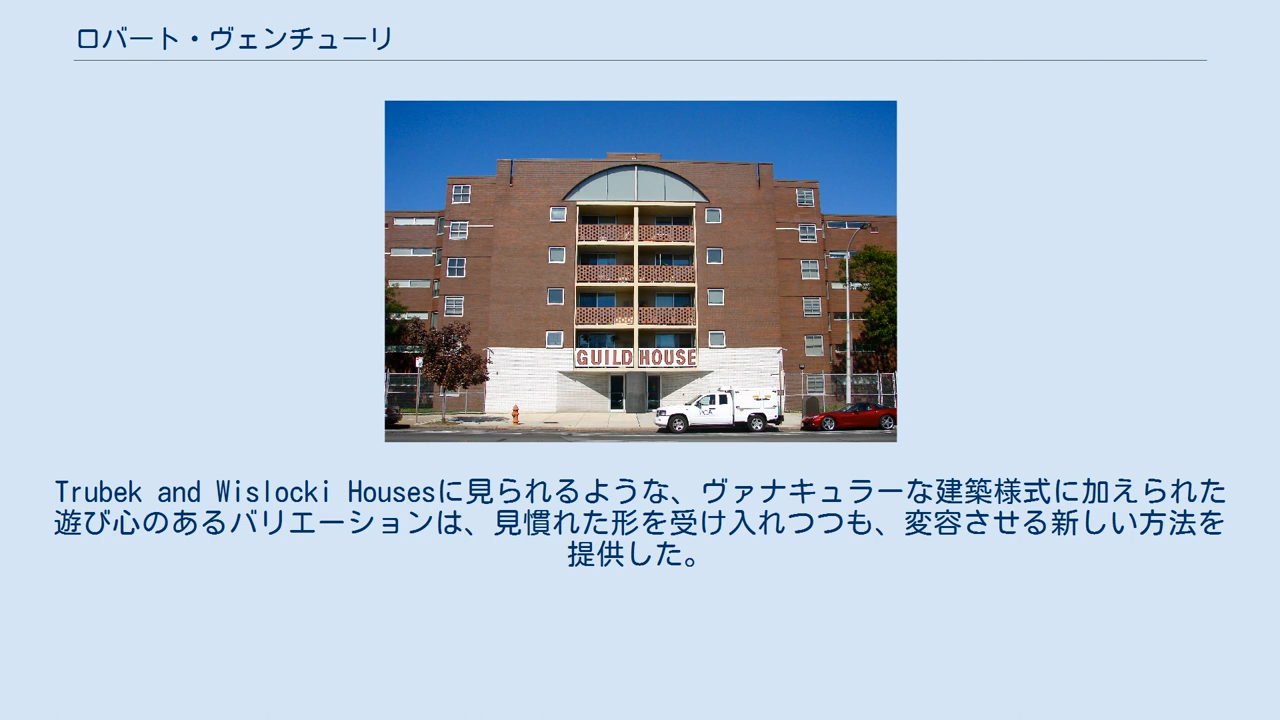 ロバート・ヴェンチューリ
GUILD HOUSE
Trubek and Wislocki Housesに見られるような、ヴァナキュラーな建築様式に加えられた
遊び心のあるバリエーションは、見慣れた形を受け入れつつも、変容させる新しい方法を
提供した。